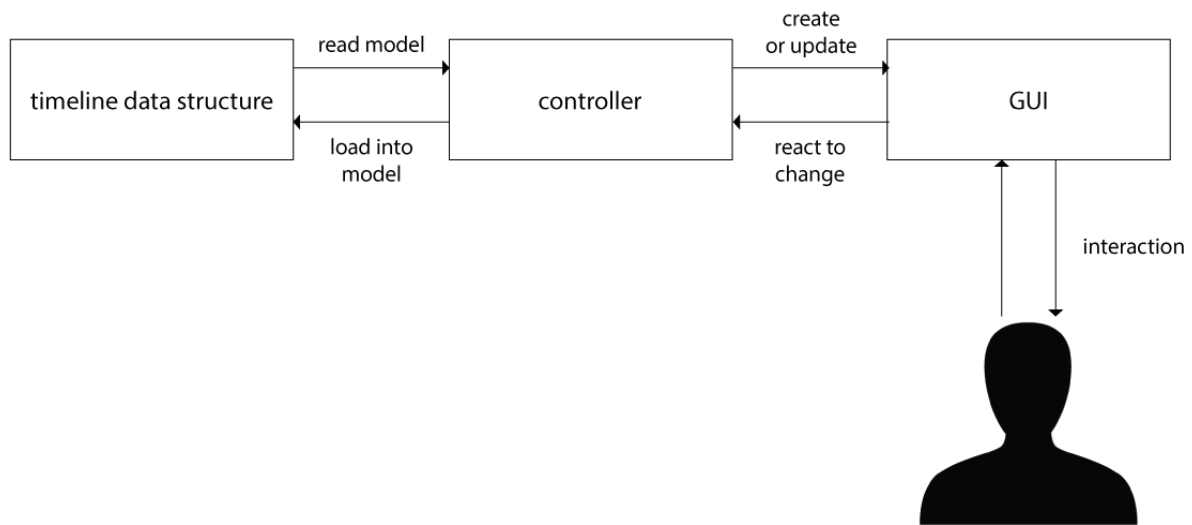 read model
create
or update
timeline data structure
controller
GUI
load into
model
react to
change
interaction